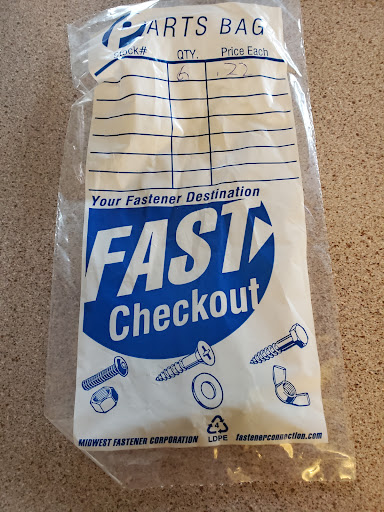 PARTS BAG
Stock# QTY. Price Each
6 .22
Your Fastener Destination
FAST
Checkout
MIDWEST FASTENER CORPORATION 4 LDPE fastenerconnection.com